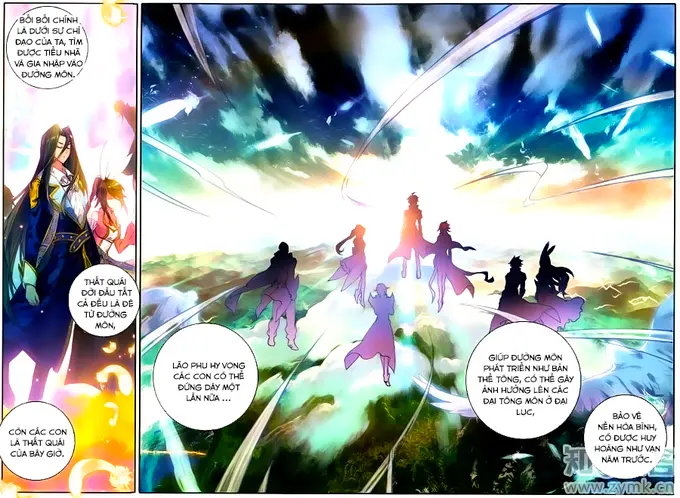 BỐI BỐI CHÍNH
LÀ DƯỚI SỰ CHỈ
ĐẠO CỦA TA, TÌM
ĐƯỢC TIỂU NHÃ
VÀ GIA NHẬP VÀO
ĐƯỜNG MÔN.
THẤT QUÁI
ĐỜI ĐẦU TẤT
CẢ ĐỀU LÀ ĐỆ
TỬ ĐƯỜNG
MÔN,
CÒN CÁC CON
LÀ THẤT QUÁI
CỦA BÂY GIỜ.
LÃO PHU HY VỌNG
CÁC CON CÓ THỂ
ĐỨNG DẬY MỘT
LẦN NỮA ...
GIÚP ĐƯỜNG MÔN
PHÁT TRIỂN NHƯ BẢN
THỂ TÔNG, CÓ THỂ GÂY
ẢNH HƯỞNG LÊN CÁC
ĐẠI TÔNG MÔN Ở ĐẠI
LỤC,
BẢO VỆ
NỀN HÒA BÌNH,
CÓ ĐƯỢC HUY
HOÀNG NHƯ VẠN
NĂM TRƯỚC.
www.zymk.cn